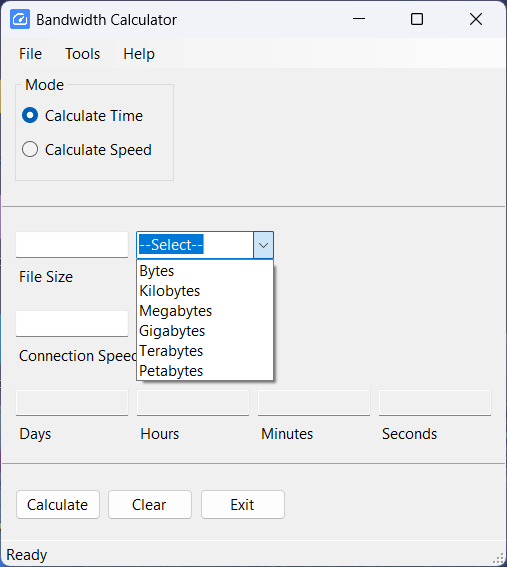 Bandwidth Calculator
File Tools Help
Mode
Calculate Time
Calculate Speed
--Select--
Bytes
File Size
Kilobytes
Megabytes
Gigabytes
Connection Speed
Terabytes
Petabytes
Days Hours Minutes Seconds
Calculate Clear Exit
Ready